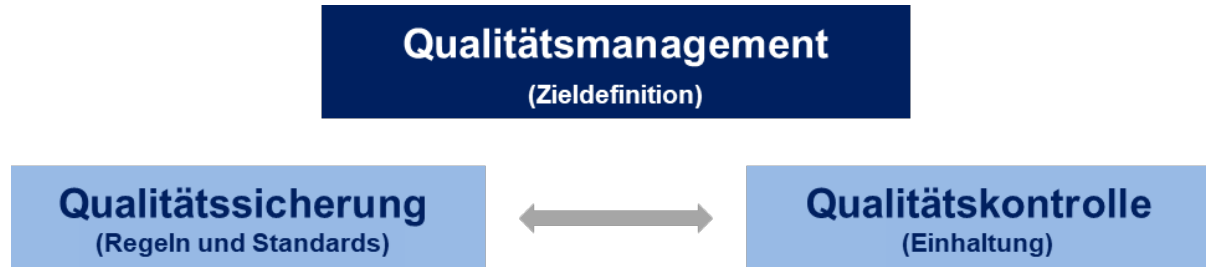 Qualitätsmanagement
(Zieldefinition)
Qualitätssicherung
(Regeln und Standards)
Qualitätskontrolle
(Einhaltung)